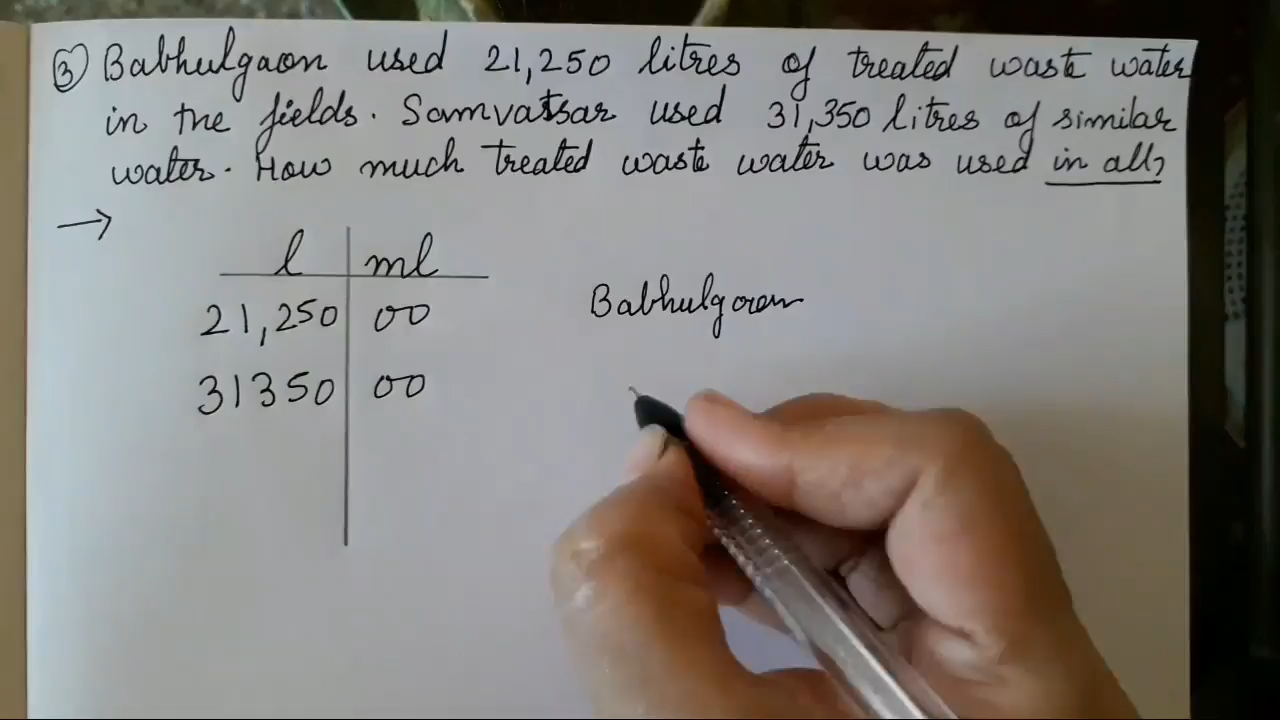 ③ Babhulgaon used 21,250 litres of treated waste water
in the fields. Samvatsar used 31,350 litres of similar
water. How much treated waste water was used in all?
→
l ml
21,250 00 Babhulgaon
31350 00